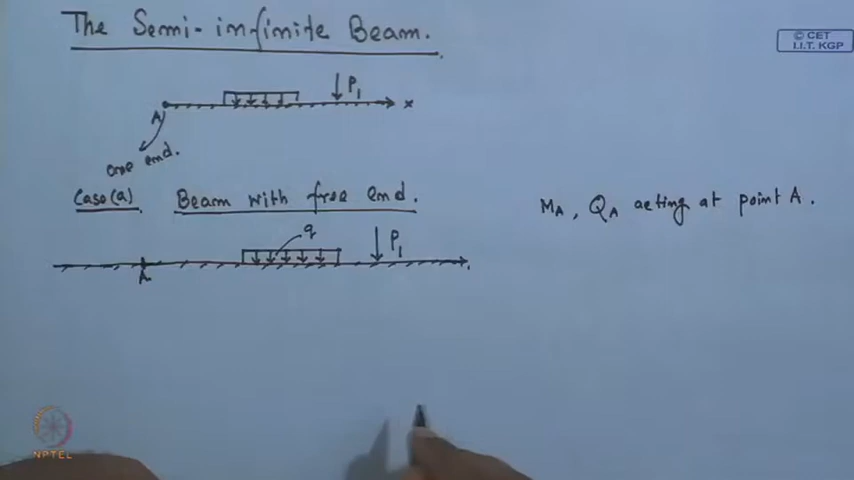 The Semi-infinite Beam.
© CET
I.I.T. KGP
P1
A
x
one end.
Case(a) Beam with free end.
MA, QA acting at point A.
q
P1
A
NPTEL